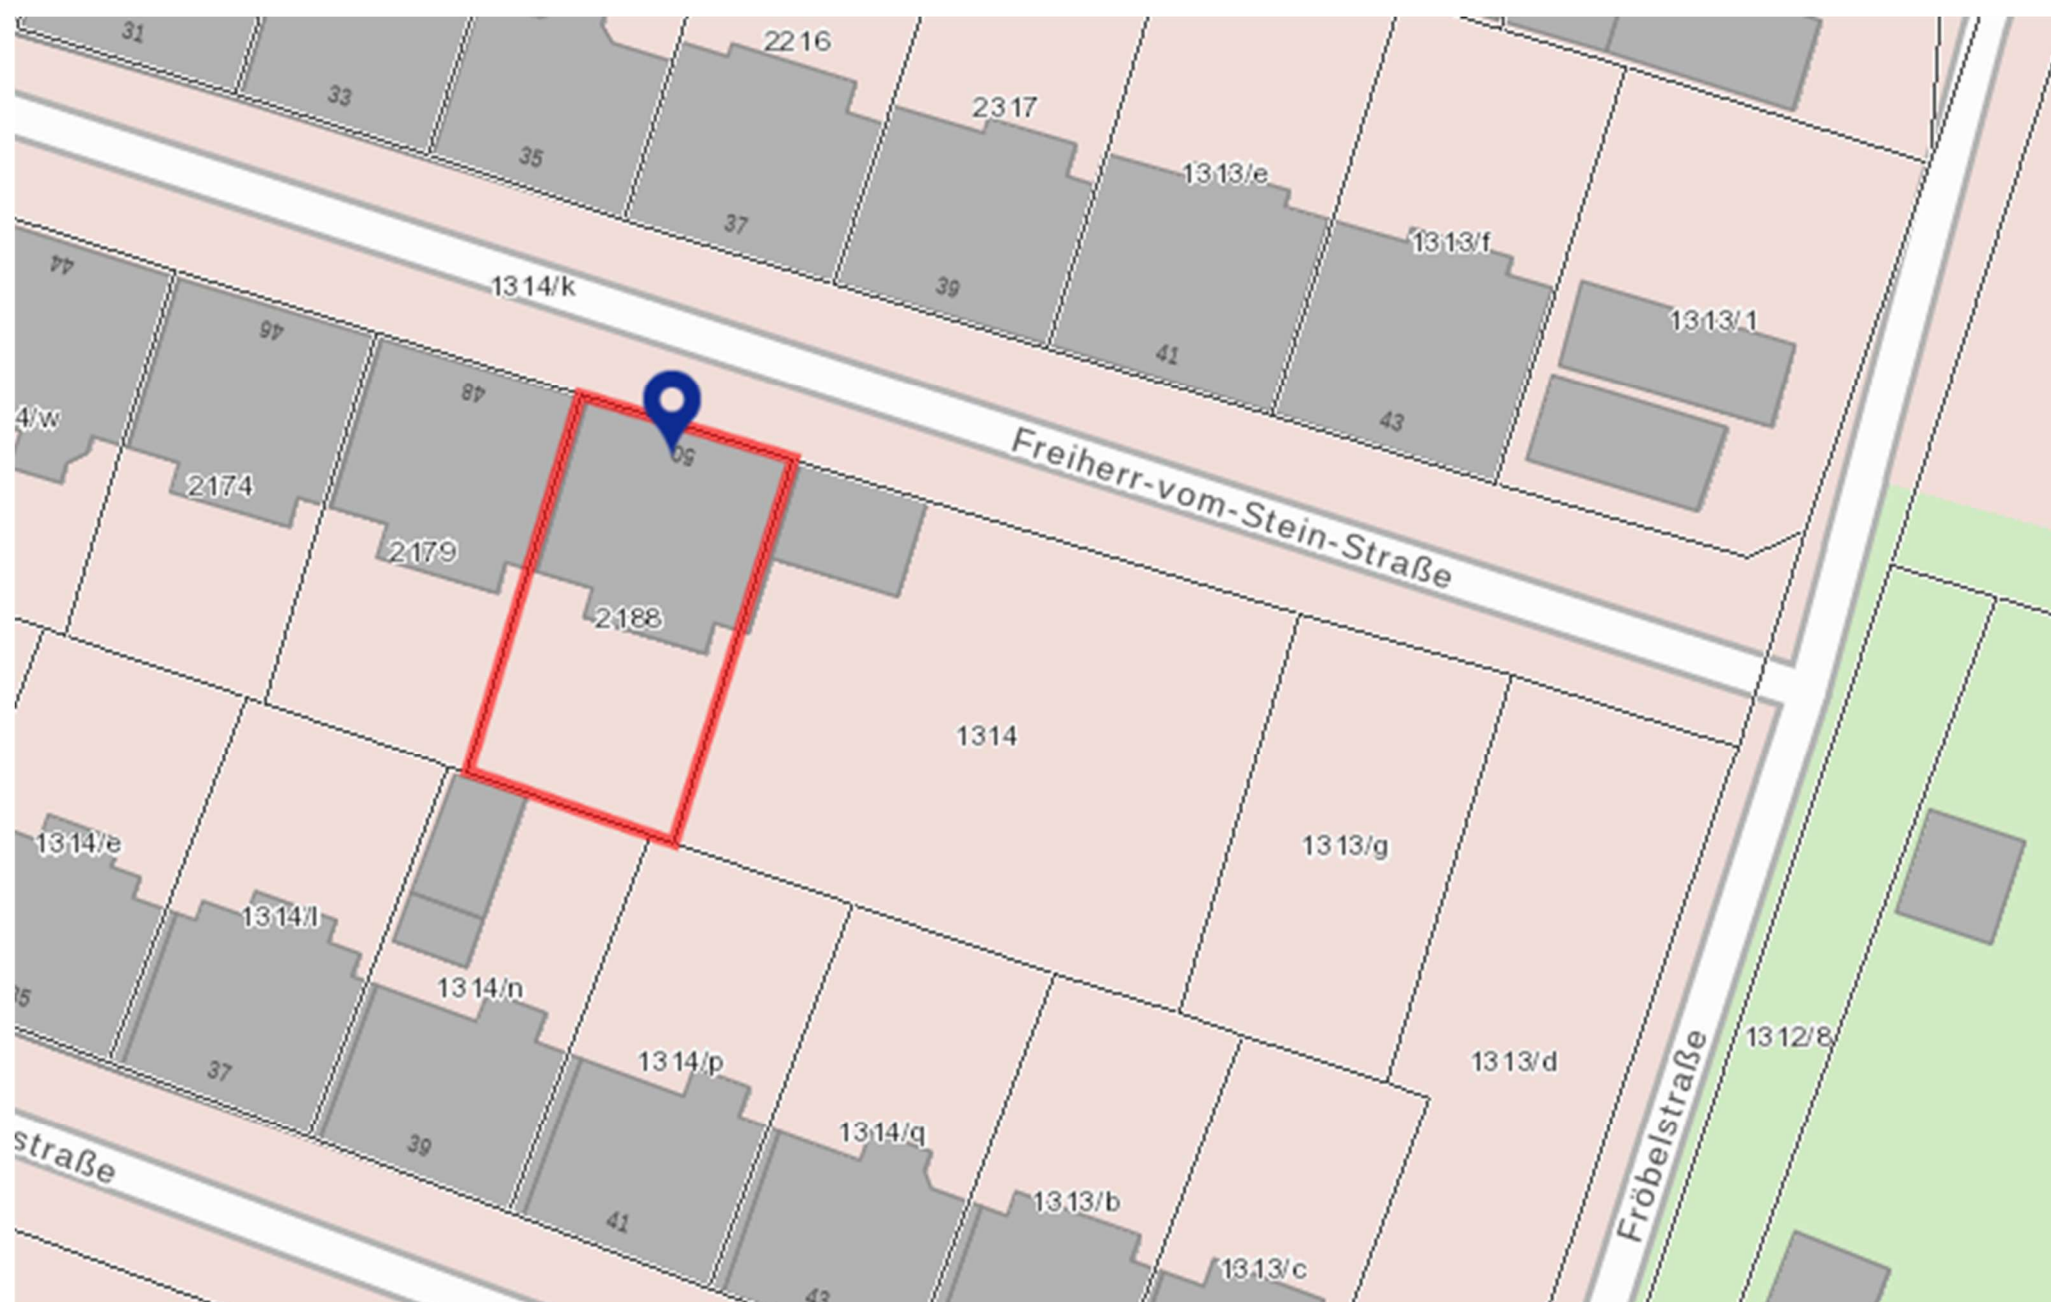 31
2216
33
2317
35
1313/e
37
1313/f
44
1314/k
39
1313/1
46
41
48
43
4/w
50
Freiherr-vom-Stein-Straße
2174
2179
2188
1314
1314/e
1313/g
1314/l
35
1314/n
1312/8
37
1314/p
1313/d
39
1314/q
Fröbelstraße
straße
1313/b
41
1313/c
43